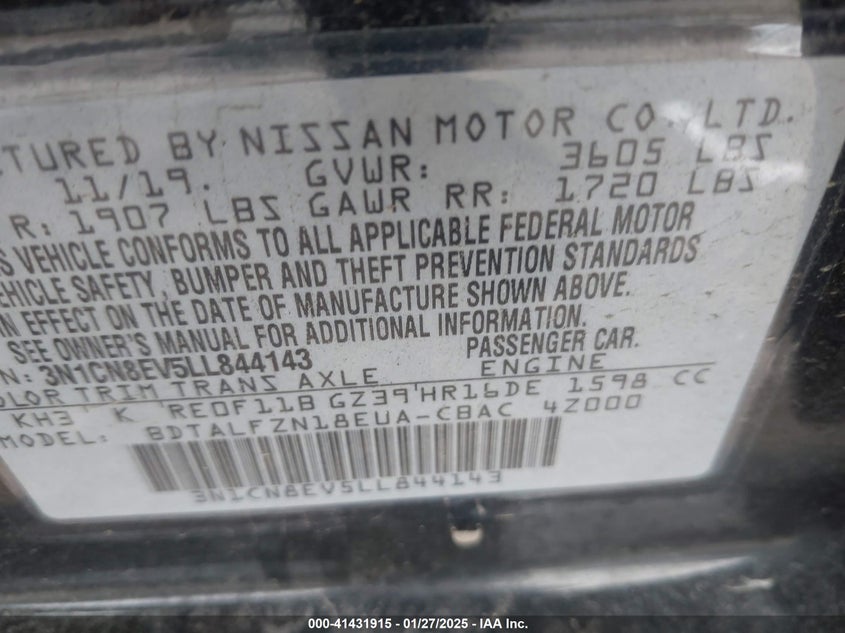 TURED BY NISSAN MOTOR CO., LTD.
11/19. GVWR: 3605 LBS
R: 1907 LBS GAWR RR: 1720 LBS
S VEHICLE CONFORMS TO ALL APPLICABLE FEDERAL MOTOR
EHICLE SAFETY, BUMPER AND THEFT PREVENTION STANDARDS
IN EFFECT ON THE DATE OF MANUFACTURE SHOWN ABOVE.
SEE OWNER'S MANUAL FOR ADDITIONAL INFORMATION.
N: 3N1CN8EV5LL844143 PASSENGER CAR.
OLOR TRIM TRANS AXLE ENGINE
KH3 K RE0F11B GZ39 HR16DE 1598 CC
MODEL: BDTALFZN18EUA-CBAC 4Z000
3N1CN8EV5LL844143
000-41431915 | 01/27/2025 | © IAA Inc.